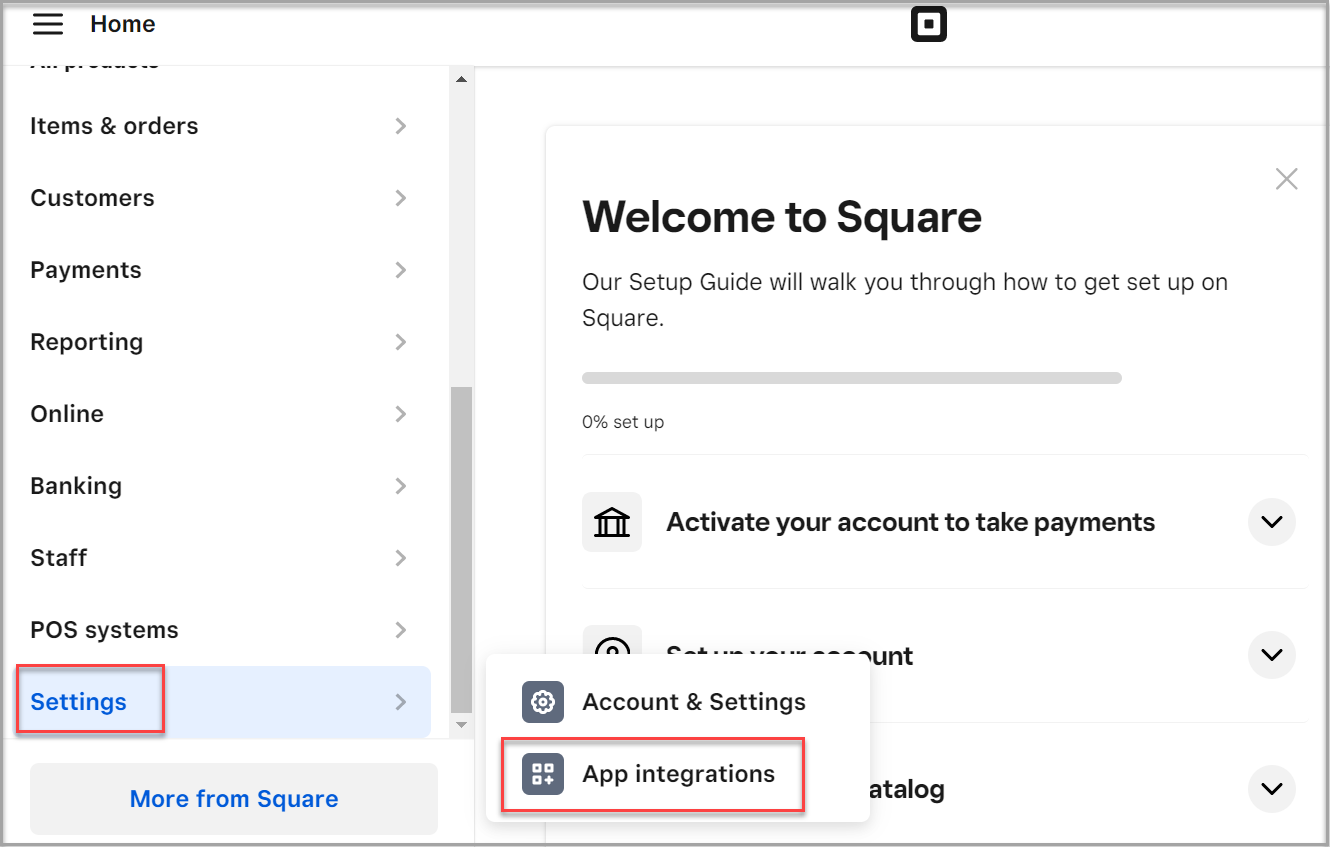 Home
All products
Items & orders
Customers
Payments
Reporting
Online
Banking
Staff
POS systems
Settings
More from Square
Welcome to Square
Our Setup Guide will walk you through how to get set up on
Square.
0% set up
Activate your account to take payments
Set up your account
Account & Settings
App integrations
atalog